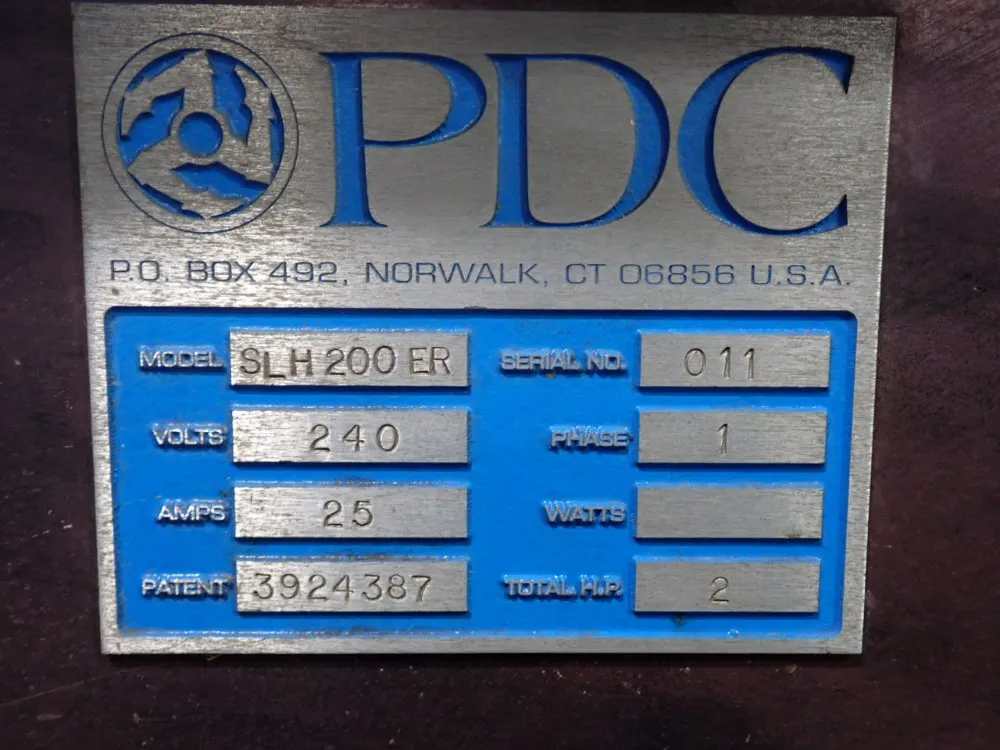 PDC
P.O. BOX 492, NORWALK, CT 06856 U.S.A.
MODEL SLH 200 ER SERIAL NO. 011
VOLTS 240 PHASE 1
AMPS 25 WATTS
PATENT 3924387 TOTAL H.P. 2